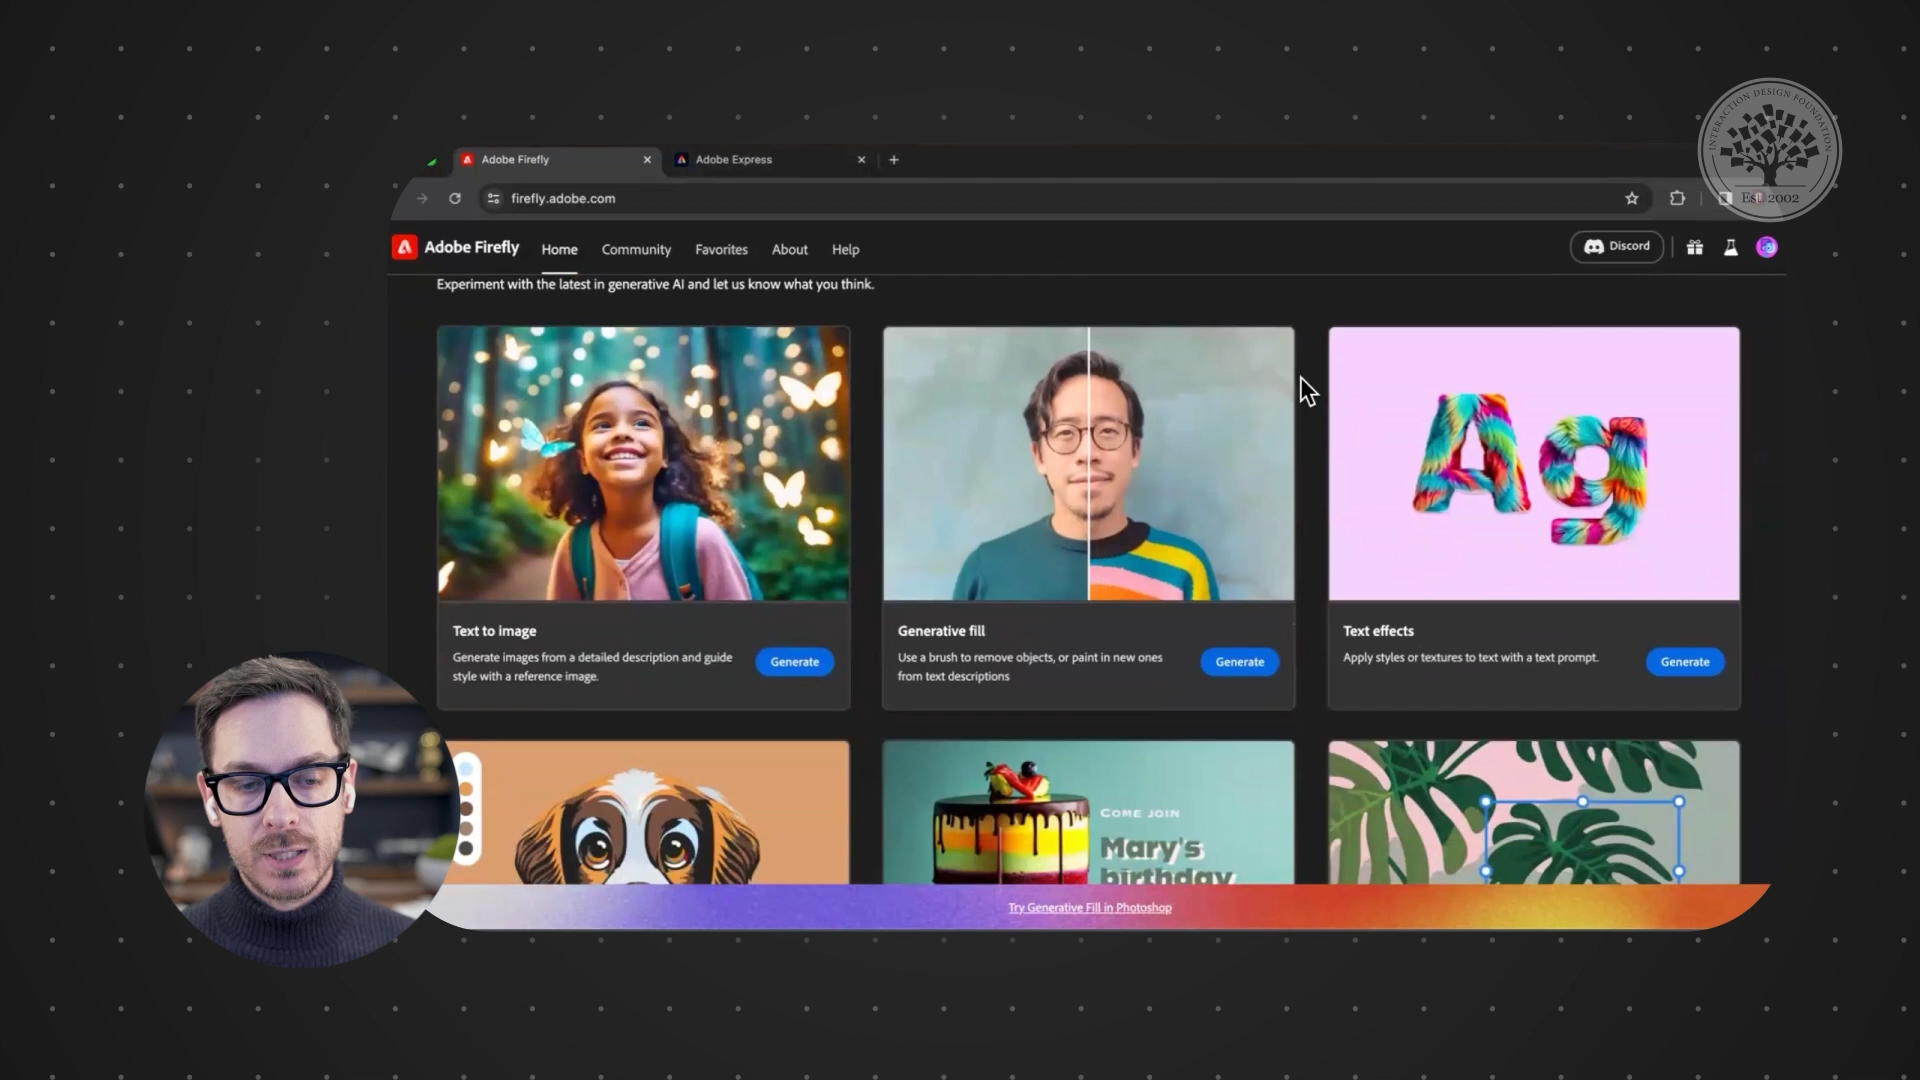 INTERACTION DESIGN FOUNDATION
Est. 2002
Adobe Firefly
Adobe Express
firefly.adobe.com
Adobe Firefly
Home
Community
Favorites
About
Help
Discord
Experiment with the latest in generative AI and let us know what you think.
Ag
Text to image
Generate images from a detailed description and guide
style with a reference image.
Generate
Generative fill
Use a brush to remove objects, or paint in new ones
from text descriptions
Generate
Text effects
Apply styles or textures to text with a text prompt.
Generate
COME JOIN
Mary's
birthday
Try Generative Fill in Photoshop